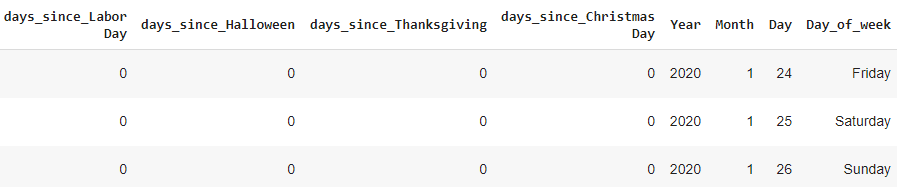 days_since_Labor Day days_since_Halloween days_since_Thanksgiving days_since_Christmas Day Year Month Day Day_of_week
0 0 0 0 2020 1 24 Friday
0 0 0 0 2020 1 25 Saturday
0 0 0 0 2020 1 26 Sunday